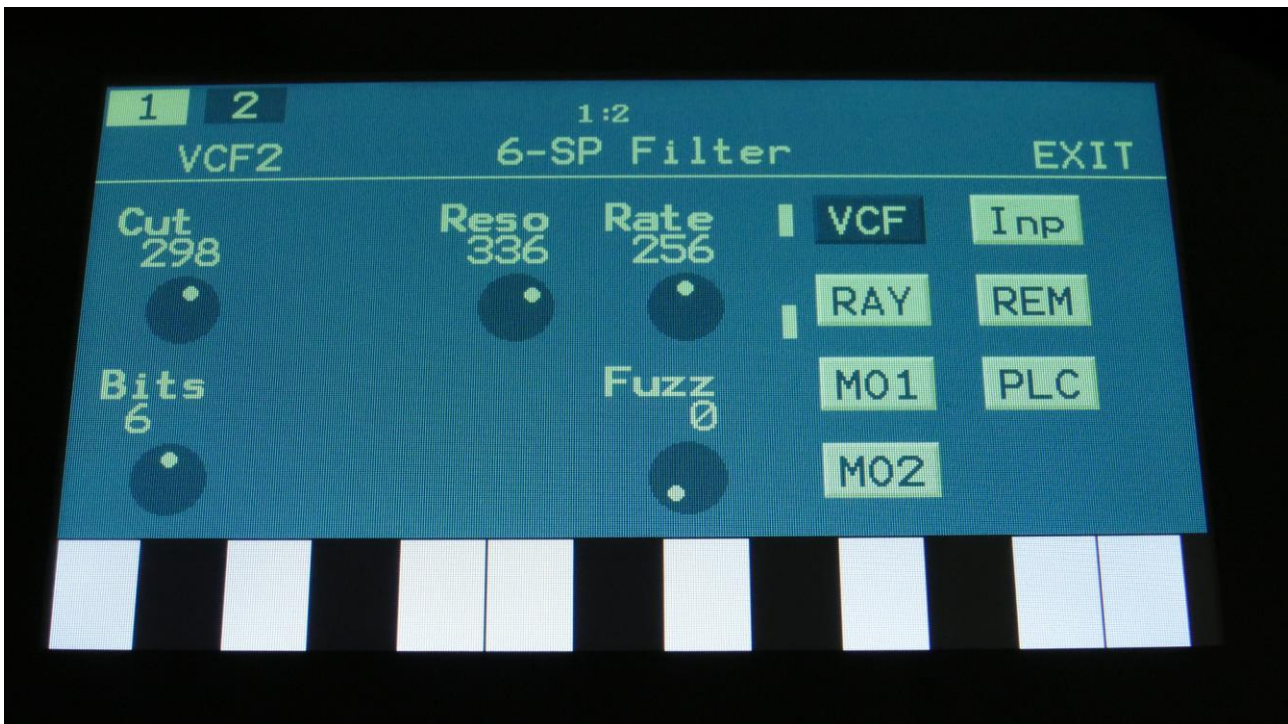 1 2
1:2
VCF2 6-SP Filter EXIT
Cut Reso Rate VCF Inp
298 336 256
RAY REM
Bits Fuzz MO1 PLC
6 0
MO2